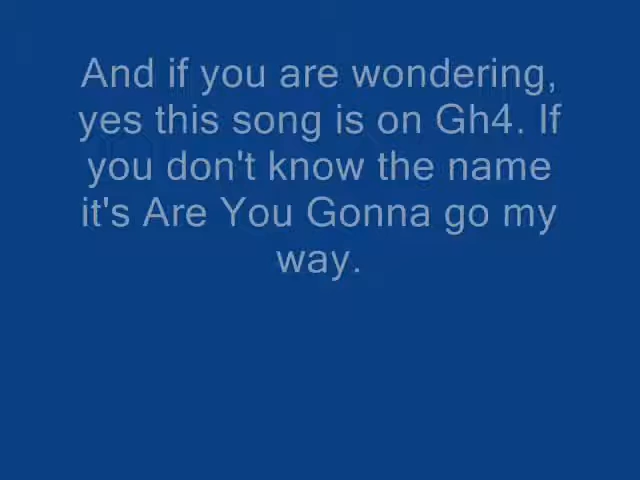 And if you are wondering,
yes this song is on Gh4. If
you don't know the name
it's Are You Gonna go my
way.